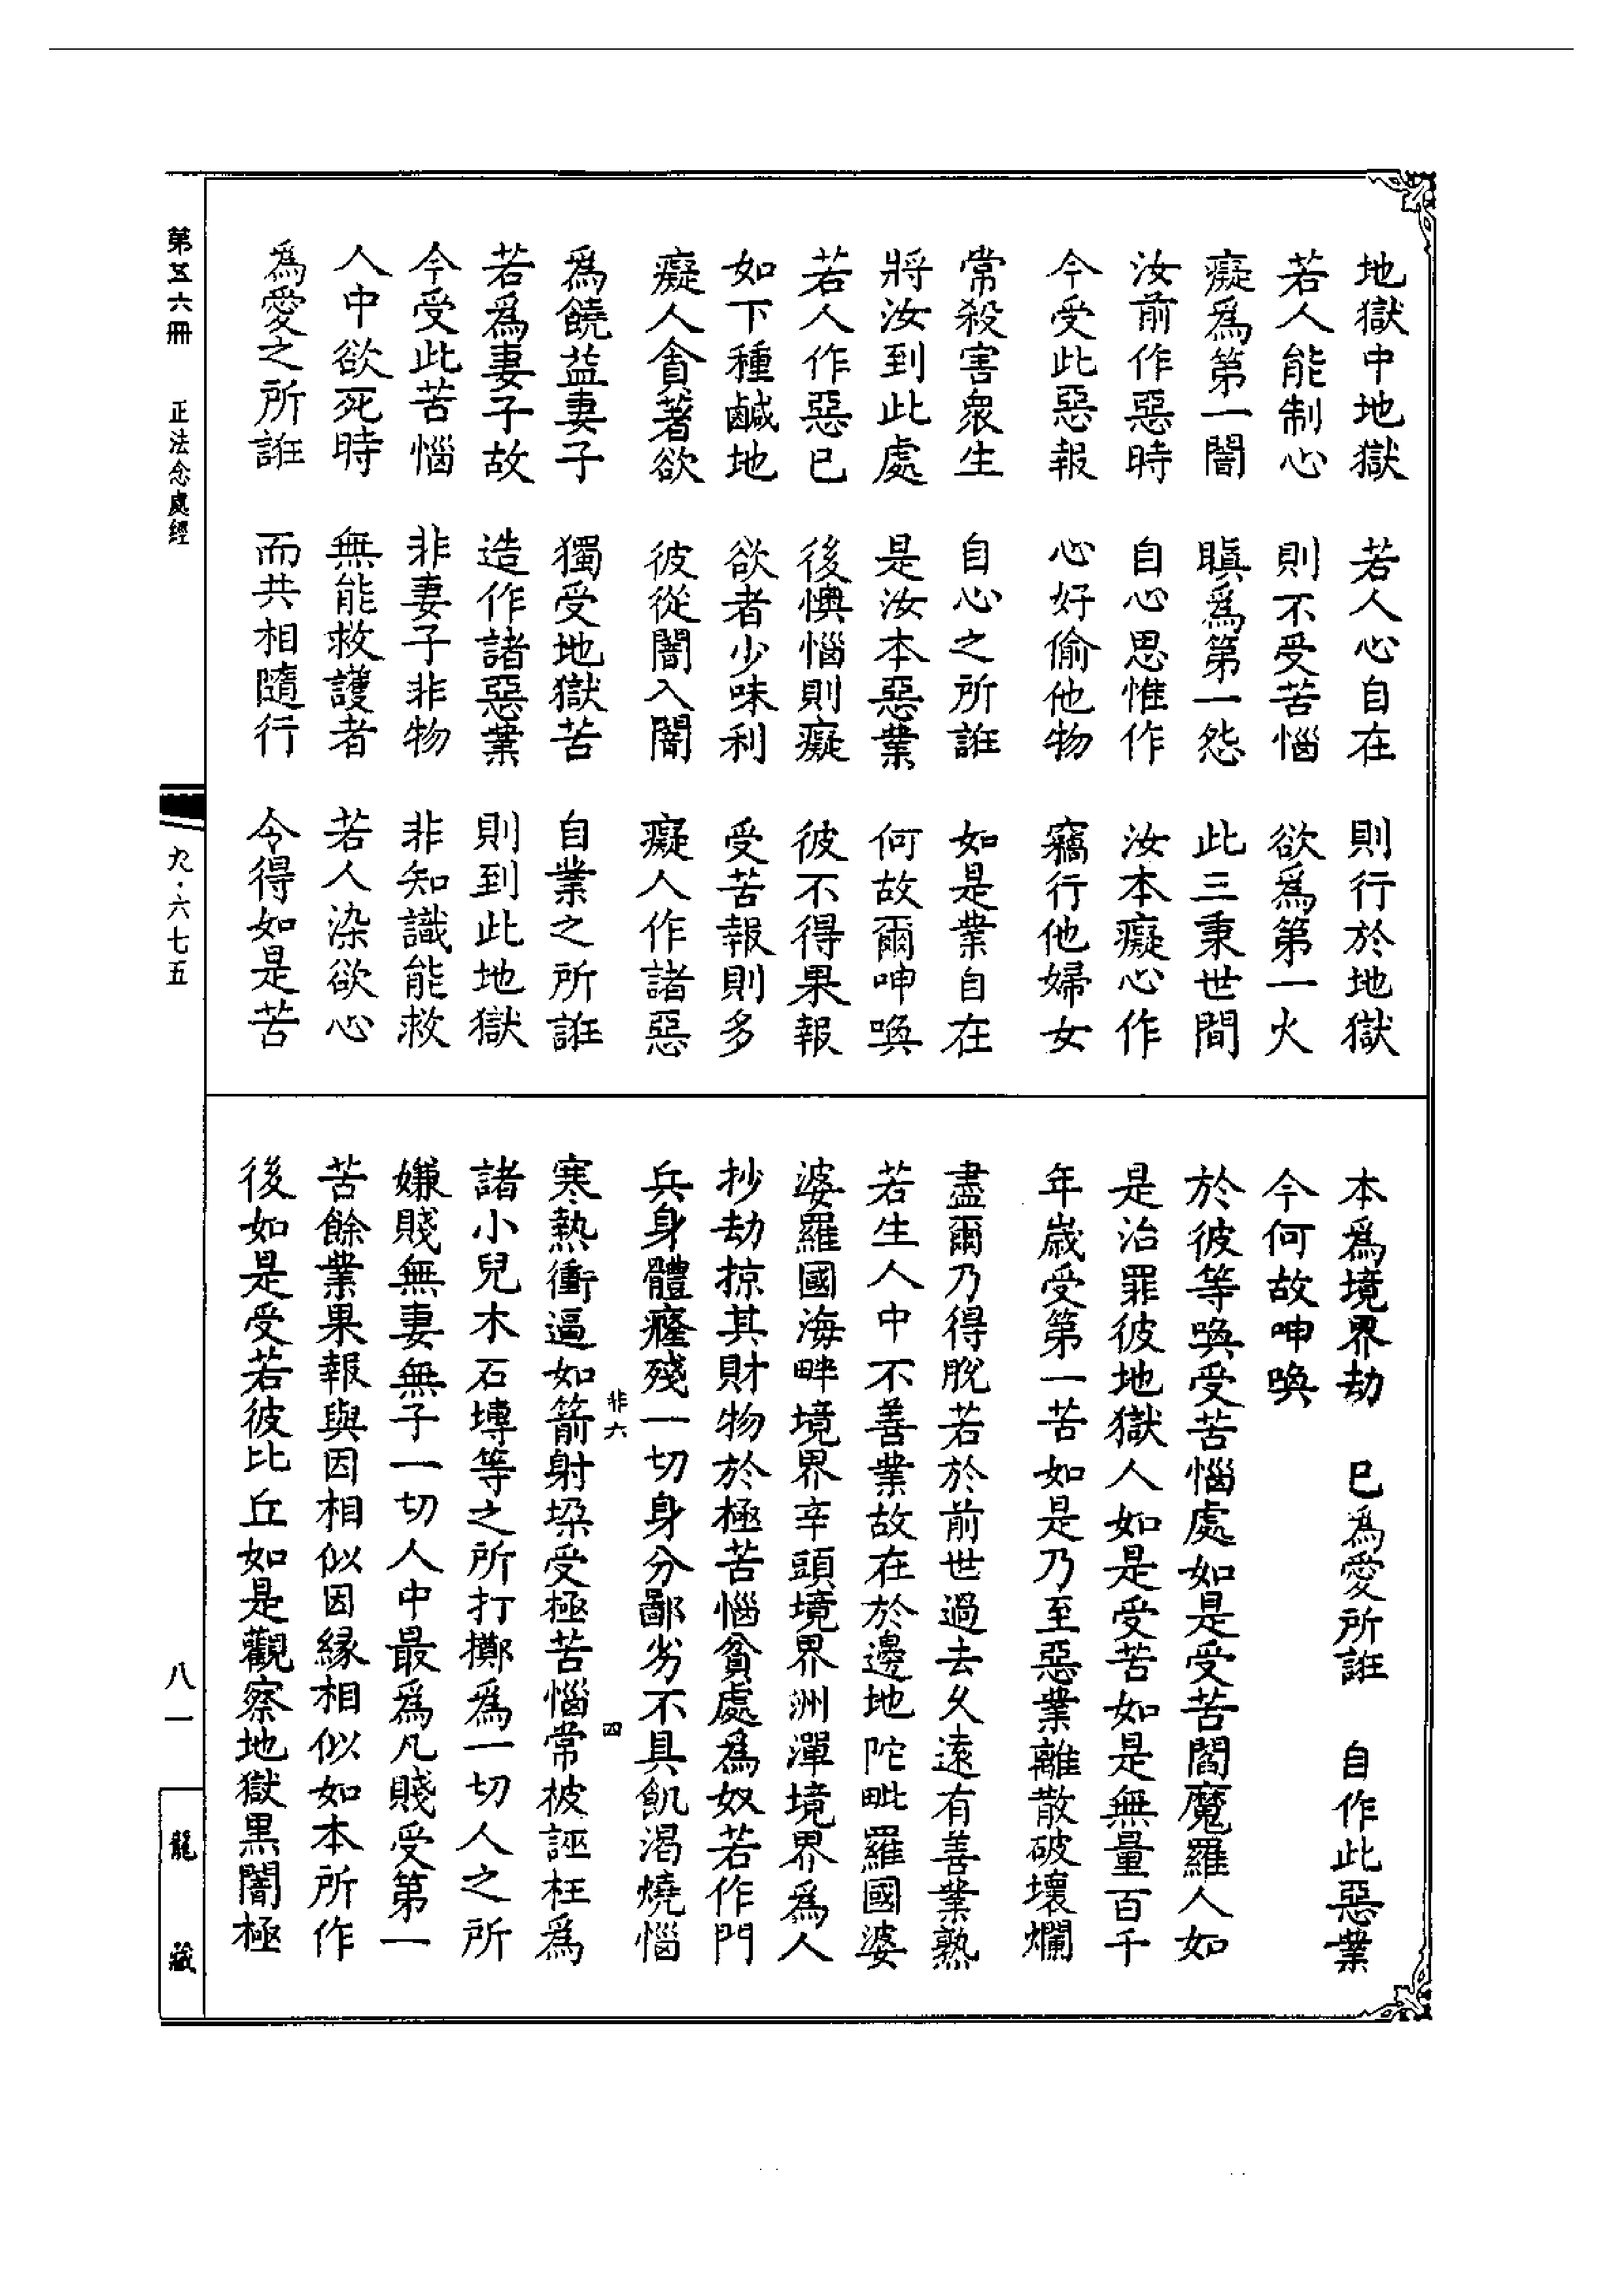 地獄中地獄　若人心自在　則行於地獄
若人能制心　則不受苦惱　欲爲第一火
癡爲第一闇　瞋爲第一怨　此三秉世間
汝前作惡時　自心思惟作　汝本癡心作
今受此惡報　心好偷他物　竊行他婦女
常殺害衆生　自心之所誑　如是業自在
將汝到此處　是汝本惡業　何故爾呻喚
若人作惡已　後懊惱則癡　彼不得果報
如下種鹹地　欲者少味利　受苦報則多
癡人貪著欲　彼從闇入闇　癡人作諸惡
爲饒益妻子　獨受地獄苦　自業之所誑
若爲妻子故　造作諸惡業　則到此地獄
今受此苦惱　非妻子非物　非知識能救
人中欲死時　無能救護者　若人染欲心
為愛之所誑　而共相隨行　今得如是苦
本爲境界劫　已為愛所誑　自作此惡業
今何故呻喚
於彼等喚受苦惱處如是受苦閻魔羅人如
是治罪彼地獄人如是受苦如是無量百千
年歲受第一苦如是乃至惡業離散破壞爛
盡爾乃得脫若於前世過去久遠有善業熟
若生人中不善業故在於邊地陀毗羅國婆
婆羅國海畔境界辛頭境界洲潬境界為人
抄劫掠其財物於極苦惱貧處爲奴若作門
兵身體癃殘一切身分鄙劣不具飢渴燒惱
非六　四
寒熱衝逼如箭射垛受極苦惱常被誣枉爲
諸小兒木石塼等之所打擲爲一切人之所
嫌賤無妻無子一切人中最爲凡賤受第一
苦餘業果報與因相似因緣相似如本所作
後如是受若彼比丘如是觀察地獄黑闇極
第五六冊　正法念處經　九·六七五　八一　龍藏